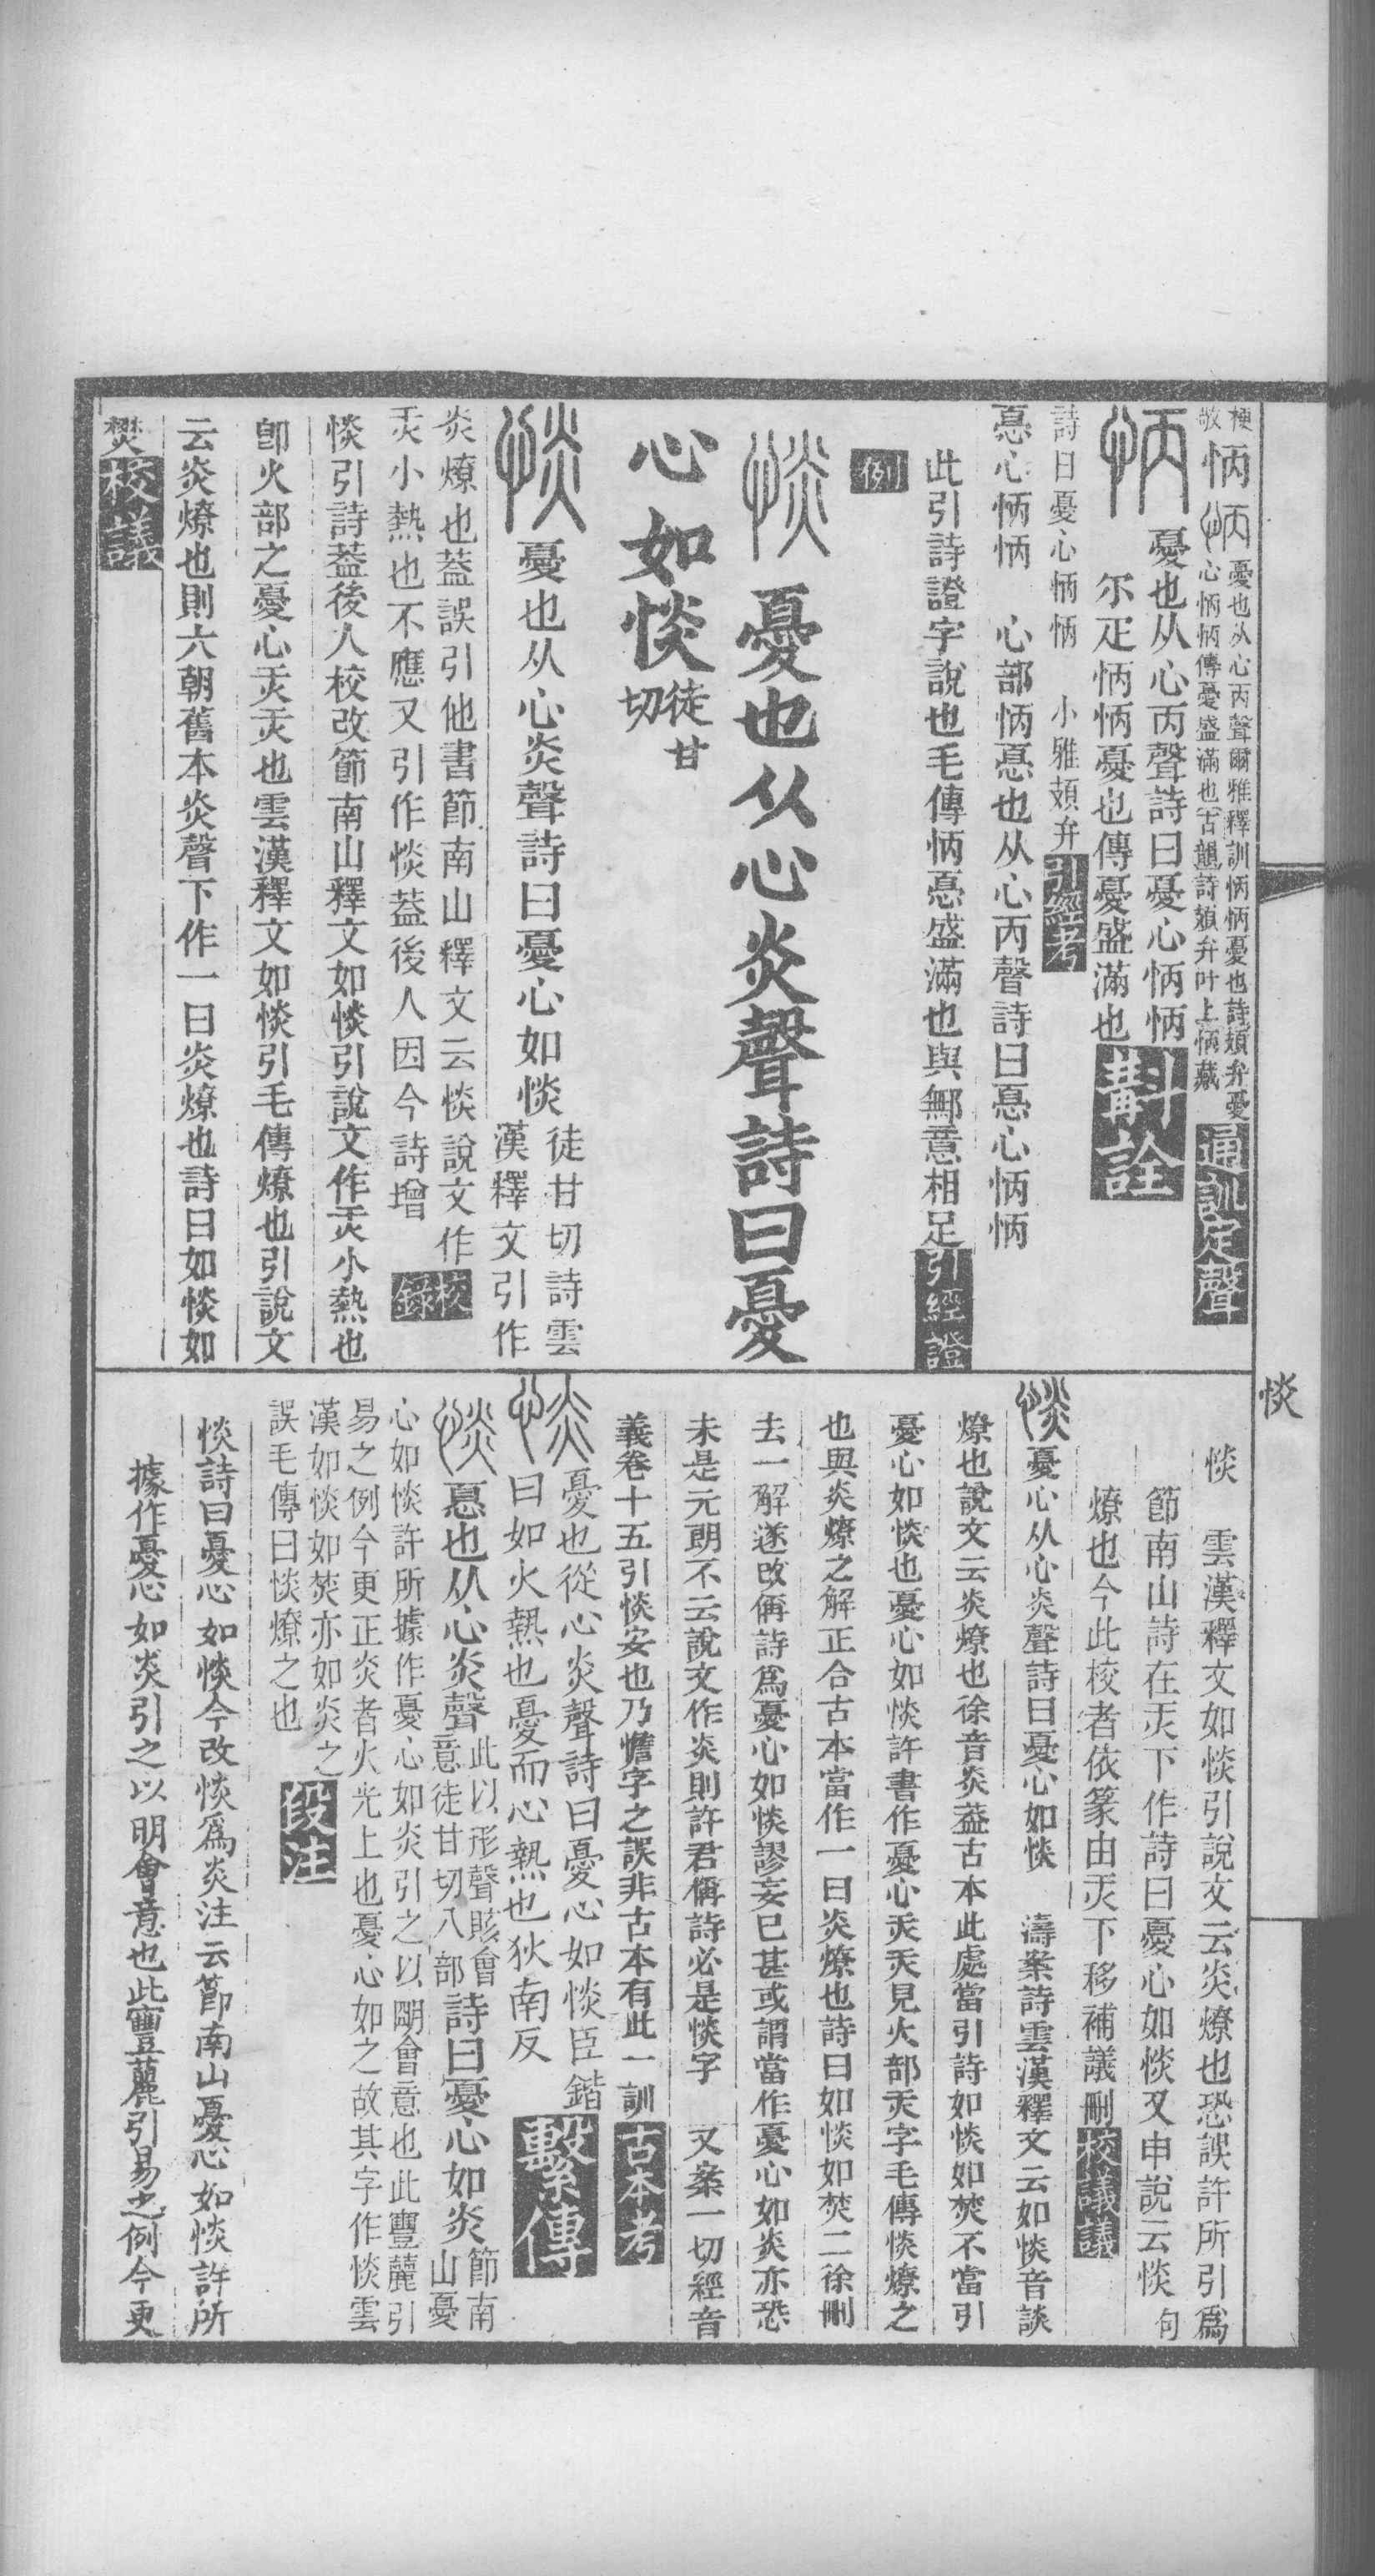 梗怲怲憂也从心丙聲爾雅釋訓怲怲憂也詩頍弁憂
敬心怲怲傳憂盛滿也古韻詩頍弁叶上怲臧通訓定聲
怲憂也从心丙聲詩曰憂心怲怲
尒疋怲怲憂也傳憂盛滿也斠詮
詩曰憂心怲怲 小雅頍弁引經考
惪心怲怲 心部怲惪也从心丙聲詩曰惪心怲怲
此引詩證字說也毛傳怲惪盛滿也與鄦意相足引經證
例
惔憂也从心炎聲詩曰憂
心如惔徒甘切
惔憂也从心炎聲詩曰憂心如惔徒甘切詩雲
漢釋文引作
炎燎也葢誤引他書節南山釋文云惔說文作
𤆍小熱也不應又引作惔葢後人因今詩增校錄
惔引詩葢後人校改節南山釋文如惔引說文作𤆍小熱也
卽火部之憂心𤆍𤆍也雲漢釋文如惔引毛傳燎也引說文
云炎燎也則六朝舊本炎聲下作一曰炎燎也詩曰如惔如
焚校議
惔
惔 雲漢釋文如惔引說文云炎燎也恐誤許所引爲
節南山詩在𤆍下作詩曰憂心如惔又申說云惔句
燎也今此校者依篆由𤆍下移補議刪校議議
惔憂心从心炎聲詩曰憂心如惔 濤案詩雲漢釋文云如惔音談
燎也說文云炎燎也徐音炎葢古本此處當引詩如惔如焚不當引
憂心如惔也憂心如惔許書作憂心𤆍𤆍見火部𤆍字毛傳惔燎之
也與炎燎之解正合古本當作一曰炎燎也詩曰如惔如焚二徐刪
去一解遂改偁詩爲憂心如惔謬妄已甚或謂當作憂心如炎亦恐
未是元朗不云說文作炎則許君偁詩必是惔字 又案一切經音
義卷十五引惔安也乃憺字之誤非古本有此一訓古本考
惔憂也從心炎聲詩曰憂心如惔臣鍇
曰如火熱也憂而心熱也狄南反繫傳
惔惪也从心炎聲此以形聲賅會
意徒甘切八部詩曰憂心如炎節南
山憂
心如惔許所據作憂心如炎引之以朙會意也此豐麓引
易之例今更正炎者火光上也憂心如之故其字作惔雲
漢如惔如焚亦如炎之
誤毛傳曰惔燎之也段注
惔詩曰憂心如惔今改惔爲炎注云節南山憂心如惔許所
據作憂心如炎引之以明會意也此豐麓引易之例今更